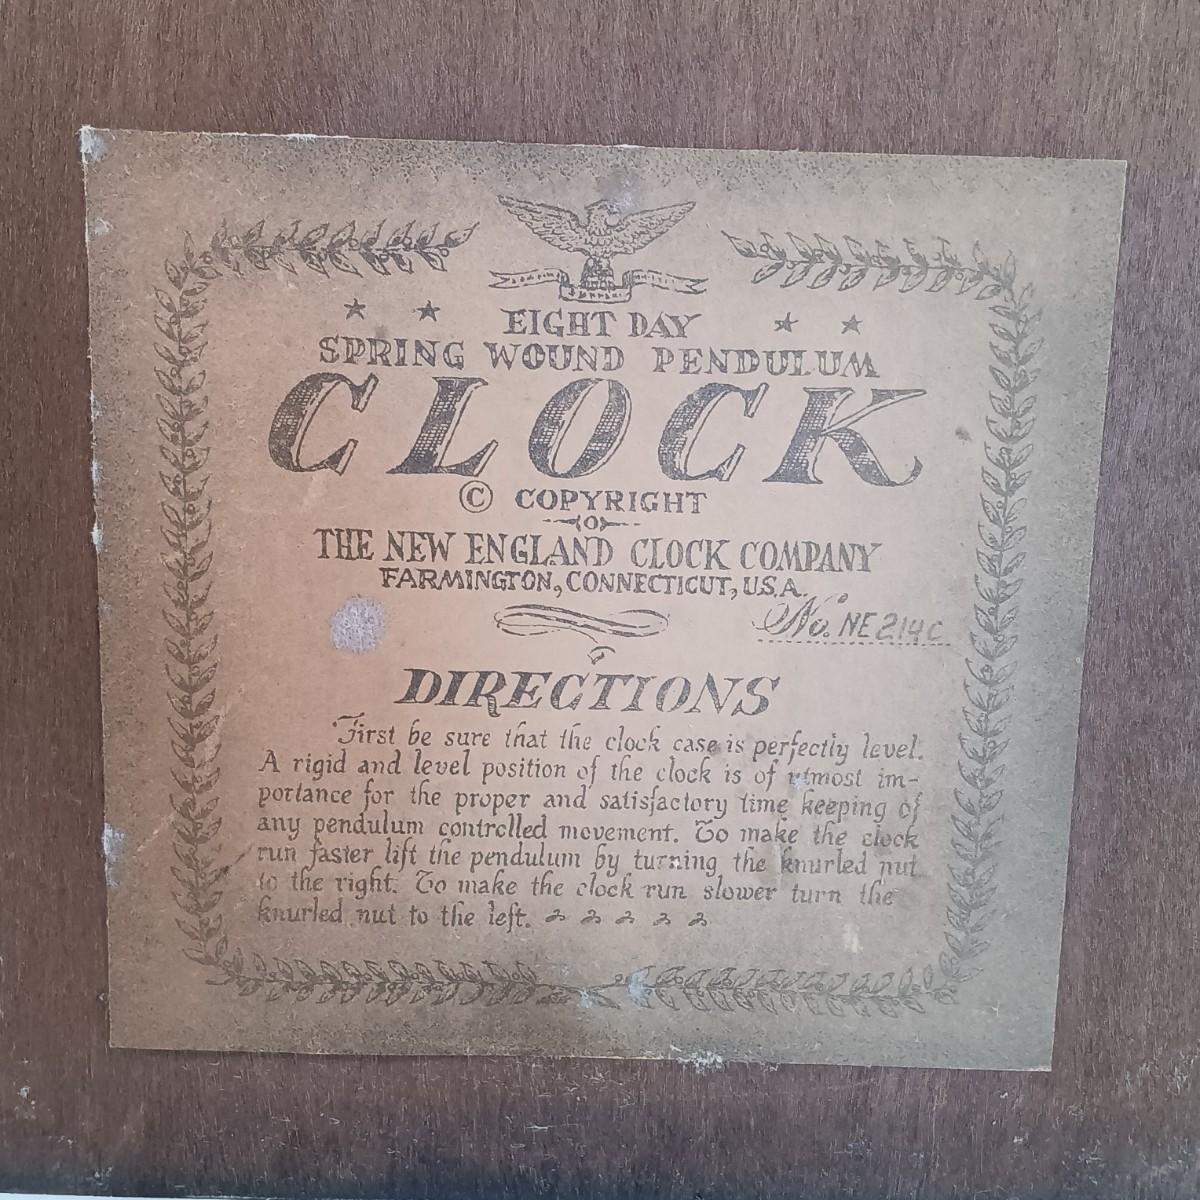 EIGHT DAY
SPRING WOUND PENDULUM
CLOCK
© COPYRIGHT
THE NEW ENGLAND CLOCK COMPANY
FARMINGTON, CONNECTICUT, U.S.A.
No. NE 214C
DIRECTIONS
First be sure that the clock case is perfectly level.
A rigid and level position of the clock is of utmost im-
portance for the proper and satisfactory time keeping of
any pendulum controlled movement. To make the clock
run faster lift the pendulum by turning the knurled nut
to the right. To make the clock run slower turn the
knurled nut to the left.